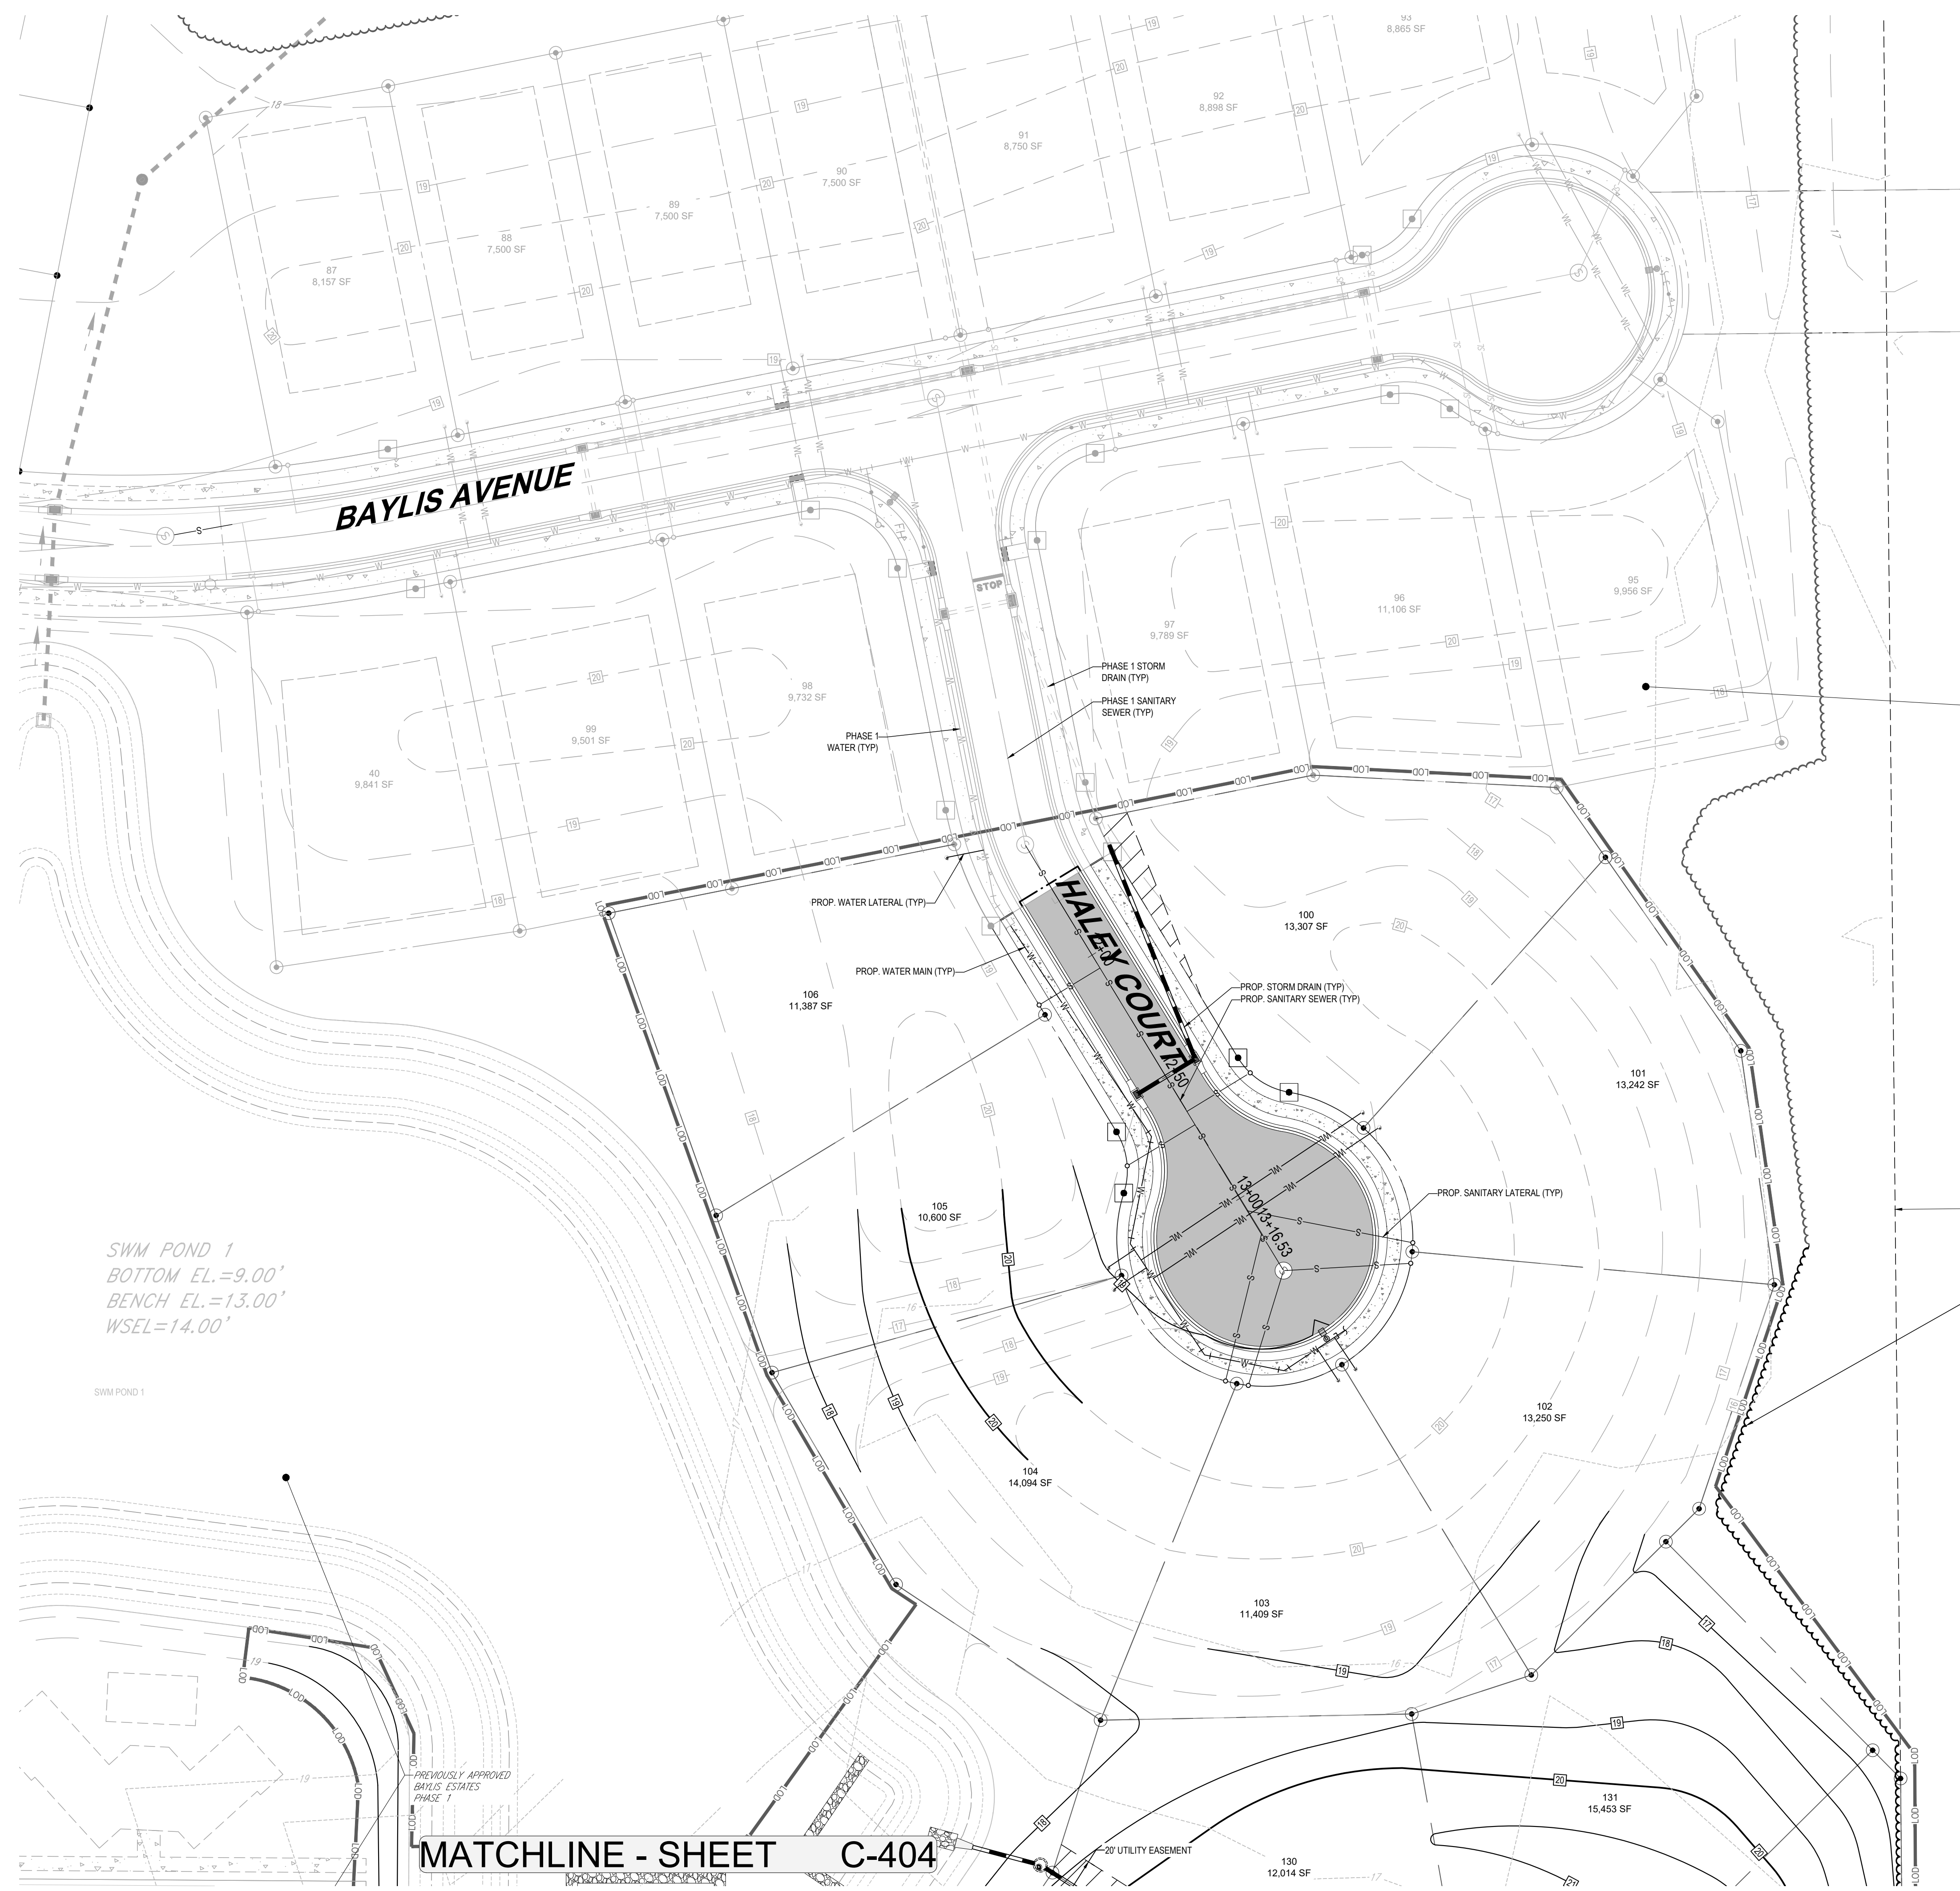 93
8,865 SF
92
8,898 SF
91
8,750 SF
90
7,500 SF
89
7,500 SF
88
7,500 SF
87
8,157 SF
18
19
20
BAYLIS AVENUE
STOP
95
9,956 SF
96
11,106 SF
97
9,789 SF
98
9,732 SF
99
9,501 SF
40
9,841 SF
PHASE 1 STORM
DRAIN (TYP)
PHASE 1 SANITARY
SEWER (TYP)
PHASE 1
WATER (TYP)
LOD
PROP. WATER LATERAL (TYP)
PROP. WATER MAIN (TYP)
HALEY COURT
100
13,307 SF
106
11,387 SF
PROP. STORM DRAIN (TYP)
PROP. SANITARY SEWER (TYP)
12+50
101
13,242 SF
13+00
13+16.53
PROP. SANITARY LATERAL (TYP)
105
10,600 SF
SWM POND 1
BOTTOM EL.=9.00'
BENCH EL.=13.00'
WSEL=14.00'
SWM POND 1
102
13,250 SF
104
14,094 SF
103
11,409 SF
PREVIOUSLY APPROVED
BAYLIS ESTATES
PHASE 1
131
15,453 SF
MATCHLINE - SHEET C-404
20' UTILITY EASEMENT
130
12,014 SF